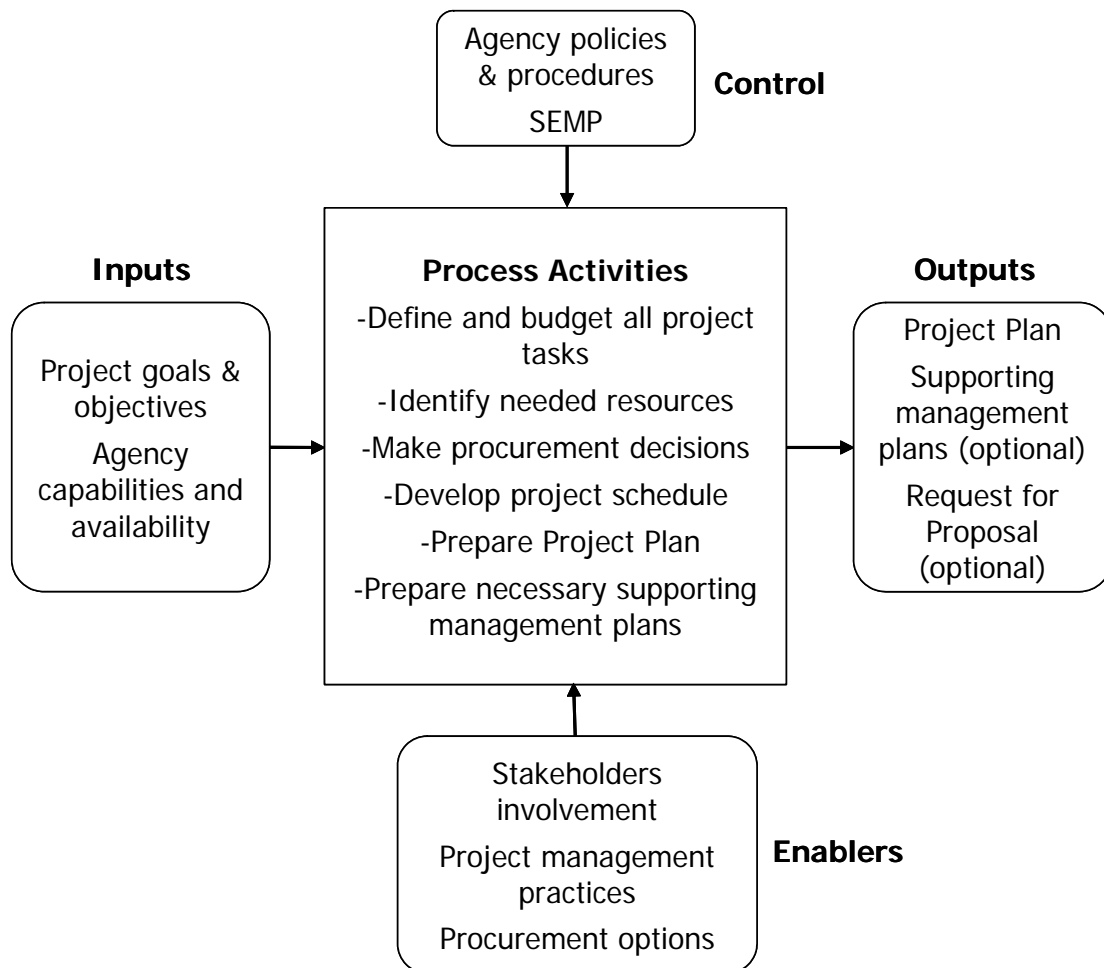 Agency policies
& procedures
SEMP
Control
Inputs
Project goals &
objectives
Agency
capabilities and
availability
Process Activities
-Define and budget all project
tasks
-Identify needed resources
-Make procurement decisions
-Develop project schedule
-Prepare Project Plan
-Prepare necessary supporting
management plans
Outputs
Project Plan
Supporting
management
plans (optional)
Request for
Proposal
(optional)
Stakeholders
involvement
Project management
practices
Procurement options
Enablers